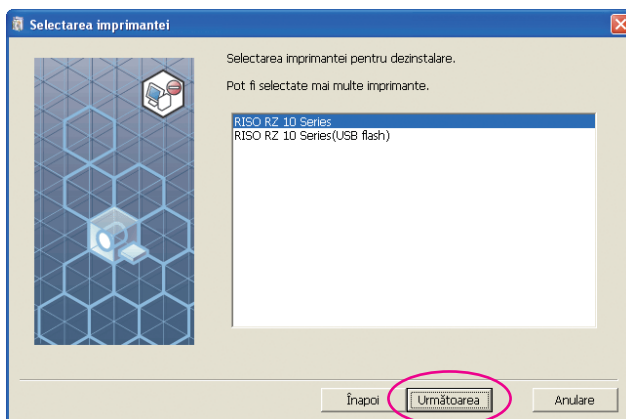 Selectarea imprimantei
Selectarea imprimantei pentru dezinstalare.
Pot fi selectate mai multe imprimante.
RISO RZ 10 Series
RISO RZ 10 Series(USB flash)
Înapoi
Următoarea
Anulare